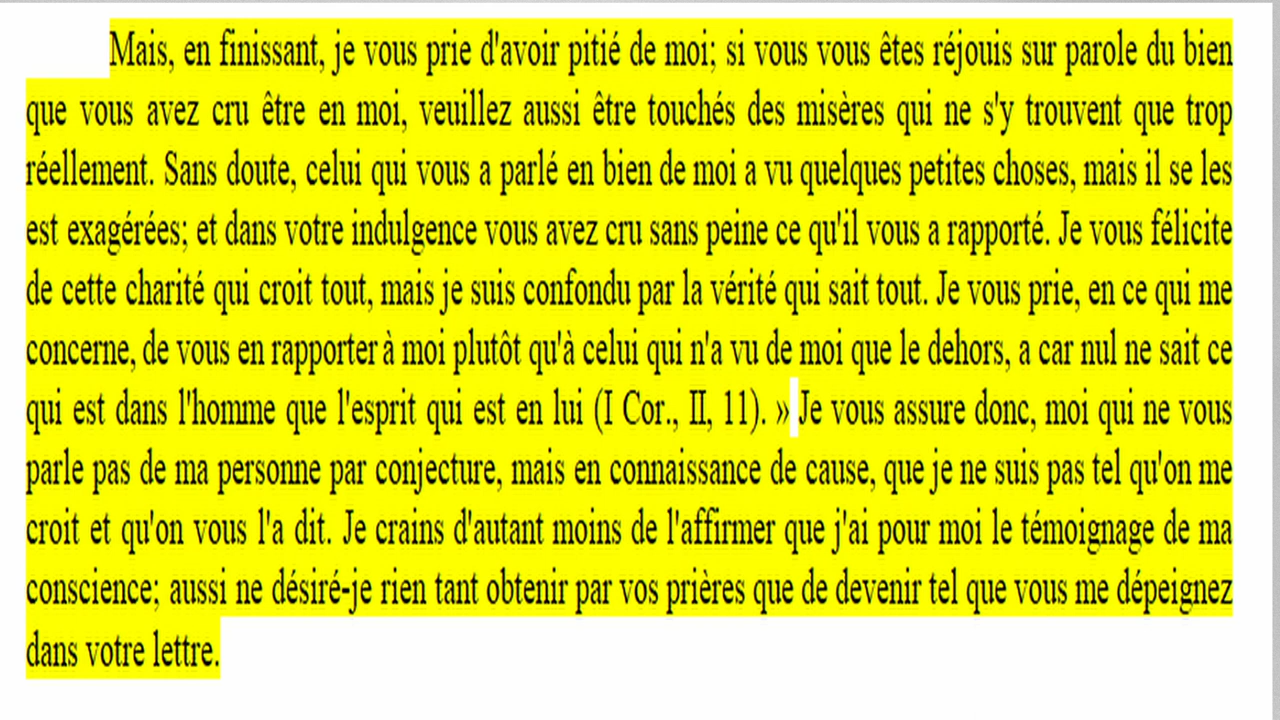 Mais, en finissant, je vous prie d'avoir pitié de moi; si vous vous êtes réjouis sur parole du bien
que vous avez cru être en moi, veuillez aussi être touchés des misères qui ne s'y trouvent que trop
réellement. Sans doute, celui qui vous a parlé en bien de moi a vu quelques petites choses, mais il se les
est exagérées; et dans votre indulgence vous avez cru sans peine ce qu'il vous a rapporté. Je vous félicite
de cette charité qui croit tout, mais je suis confondu par la vérité qui sait tout. Je vous prie, en ce qui me
concerne, de vous en rapporter à moi plutôt qu'à celui qui n'a vu de moi que le dehors, a car nul ne sait ce
qui est dans l'homme que l'esprit qui est en lui (I Cor., II, 11). » Je vous assure donc, moi qui ne vous
parle pas de ma personne par conjecture, mais en connaissance de cause, que je ne suis pas tel qu'on me
croit et qu'on vous l'a dit. Je crains d'autant moins de l'affirmer que j'ai pour moi le témoignage de ma
conscience; aussi ne désiré-je rien tant obtenir par vos prières que de devenir tel que vous me dépeignez
dans votre lettre.